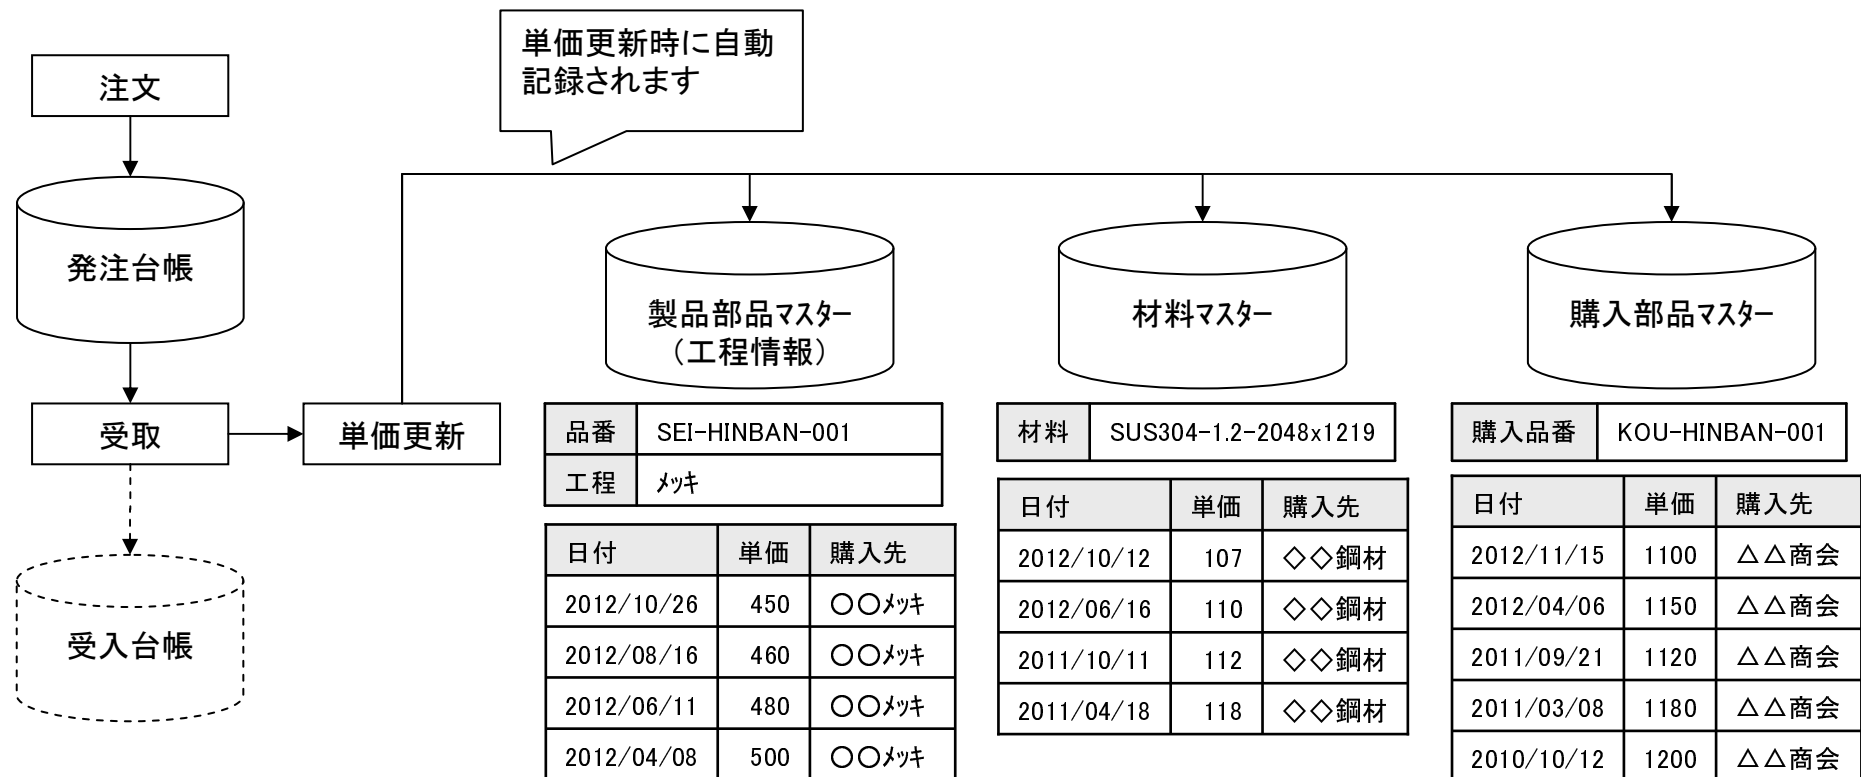 単価更新時に自動
記録されます
注文
発注台帳
受取
単価更新
受入台帳
製品部品ﾏｽﾀｰ
（工程情報）
品番 SEI-HINBAN-001
工程 ﾒｯｷ
日付 単価 購入先
2012/10/26 450 〇〇ﾒｯｷ
2012/08/16 460 〇〇ﾒｯｷ
2012/06/11 480 〇〇ﾒｯｷ
2012/04/08 500 〇〇ﾒｯｷ
材料ﾏｽﾀｰ
材料 SUS304-1.2-2048x1219
日付 単価 購入先
2012/10/12 107 ◇◇鋼材
2012/06/16 110 ◇◇鋼材
2011/10/11 112 ◇◇鋼材
2011/04/18 118 ◇◇鋼材
購入部品ﾏｽﾀｰ
購入品番 KOU-HINBAN-001
日付 単価 購入先
2012/11/15 1100 △△商会
2012/04/06 1150 △△商会
2011/09/21 1120 △△商会
2011/03/08 1180 △△商会
2010/10/12 1200 △△商会